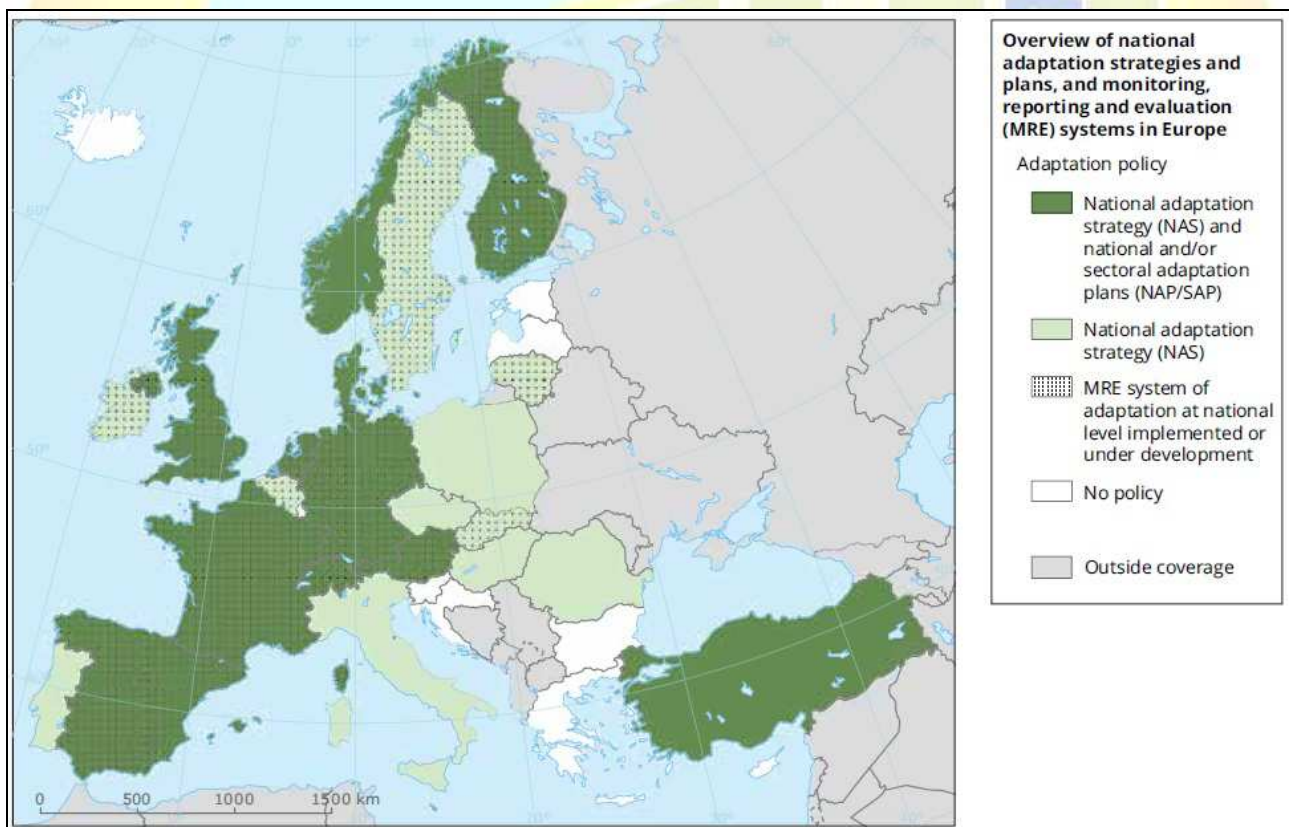 Overview of national
adaptation strategies and
plans, and monitoring,
reporting and evaluation
(MRE) systems in Europe
Adaptation policy
National adaptation
strategy (NAS) and
national and/or
sectoral adaptation
plans (NAP/SAP)
National adaptation
strategy (NAS)
MRE system of
adaptation at national
level implemented or
under development
No policy
Outside coverage
0 500 1000 1500 km